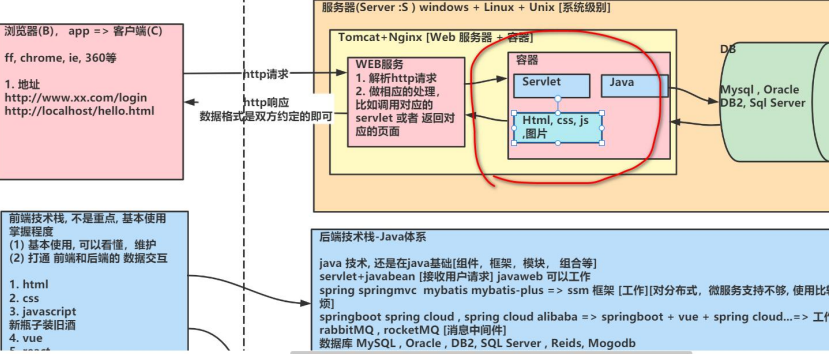 服务器(Server :S ) windows + Linux + Unix [系统级别]
浏览器(B)， app => 客户端(C)
ff, chrome, ie, 360等
1. 地址
http://www.xx.com/login
http://localhost/hello.html
http请求
http响应
数据格式是双方约定的即可
Tomcat+Nginx [Web 服务器 + 容器]
WEB服务
1. 解析http请求
2. 做相应的处理，
比如调用对应的
servlet 或者 返回对
应的页面
容器
Servlet
Java
Html, css, js
,图片
DB
Mysql , Oracle
DB2, Sql Server
前端技术栈, 不是重点, 基本使用
掌握程度
(1) 基本使用, 可以看懂，维护
(2) 打通 前端和后端的 数据交互
1. html
2. css
3. javascript
新瓶子装旧酒
4. vue
5. react
后端技术栈-Java体系
java 技术, 还是在java基础[组件，框架，模块， 组合等]
servlet+javabean [接收用户请求] javaweb 可以工作
spring springmvc mybatis mybatis-plus => ssm 框架 [工作][对分布式，微服务支持不够, 使用比较
烦]
springboot spring cloud , spring cloud alibaba => springboot + vue + spring cloud...=> 工
rabbitMQ , rocketMQ [消息中间件]
数据库 MySQL , Oracle , DB2, SQL Server , Reids, Mogodb